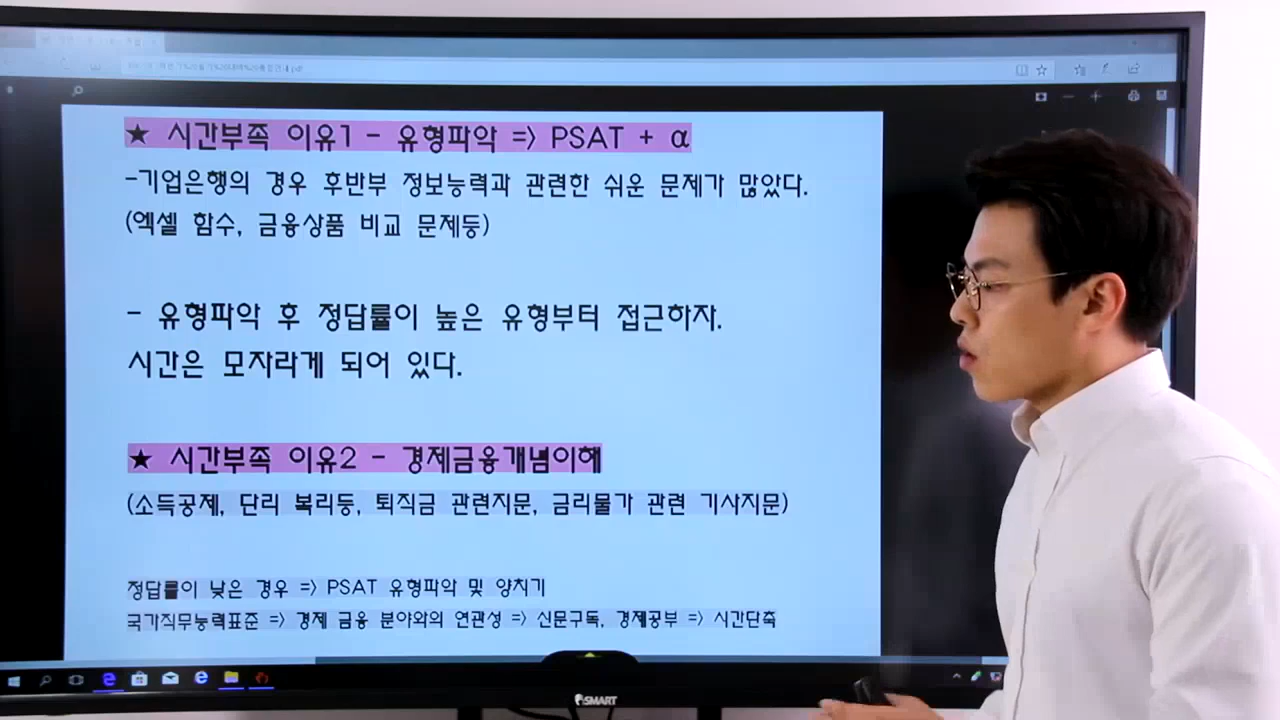 ★ 시간부족 이유1 - 유형파악 => PSAT + α
-기업은행의 경우 후반부 정보능력과 관련한 쉬운 문제가 많았다.
(엑셀 함수, 금융상품 비교 문제등)
- 유형파악 후 정답률이 높은 유형부터 접근하자.
시간은 모자라게 되어 있다.
★ 시간부족 이유2 - 경제금융개념이해
(소득공제, 단리 복리등, 퇴직금 관련지문, 금리물가 관련 기사지문)
정답률이 낮은 경우 => PSAT 유형파악 및 양치기
국가직무능력표준 => 경제 금융 분야와의 연관성 => 신문구독, 경제공부 => 시간단축
SMART